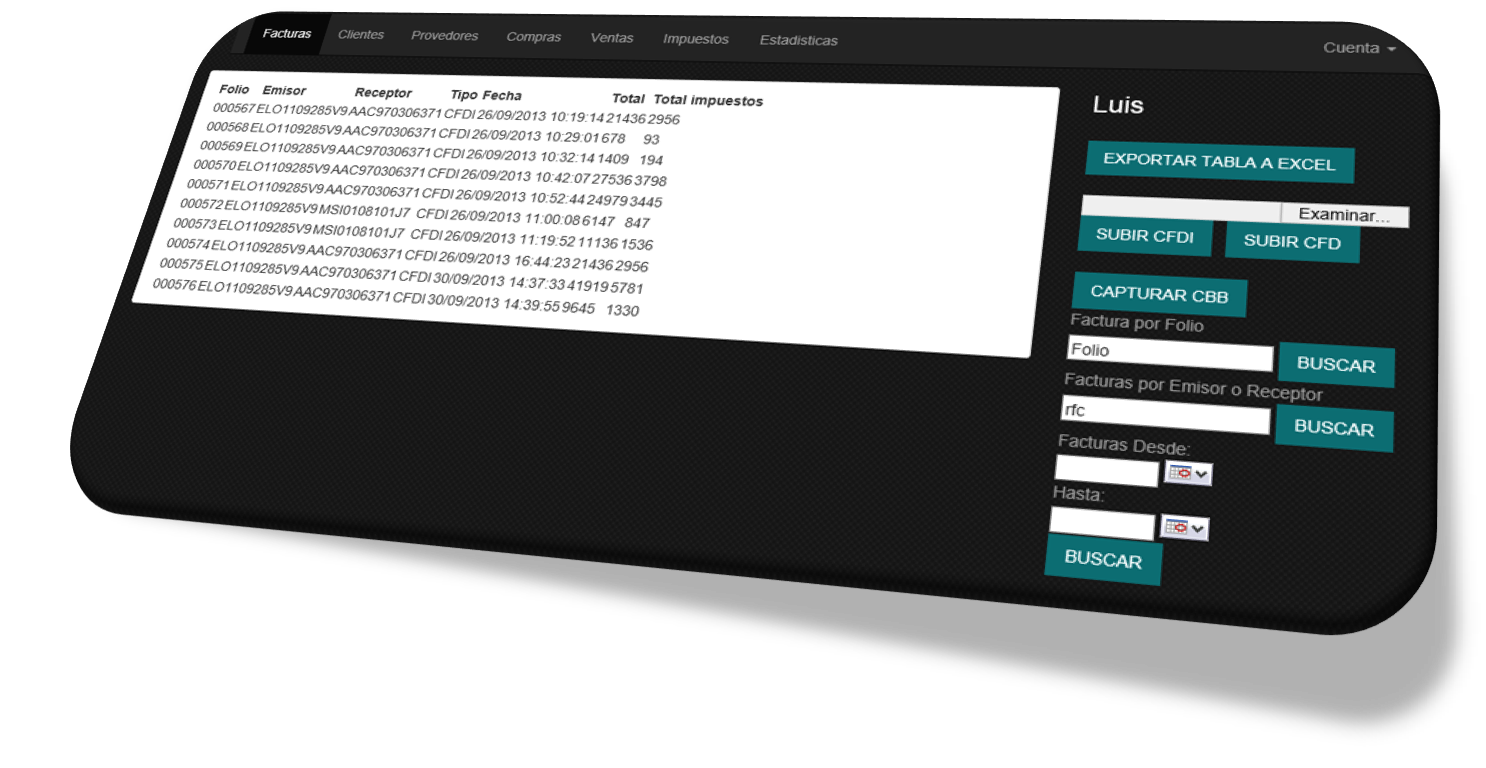 Facturas Clientes Provedores Compras Ventas Impuestos Estadisticas Cuenta
Folio Emisor Receptor Tipo Fecha Total Total impuestos
000567 ELO1109285V9 AAC970306371 CFDI 26/09/2013 10:19:14 21436 2956
000568 ELO1109285V9 AAC970306371 CFDI 26/09/2013 10:29:01 678 93
000569 ELO1109285V9 AAC970306371 CFDI 26/09/2013 10:32:14 1409 194
000570 ELO1109285V9 AAC970306371 CFDI 26/09/2013 10:42:07 27536 3798
000571 ELO1109285V9 AAC970306371 CFDI 26/09/2013 10:52:44 24979 3445
000572 ELO1109285V9 MSI0108101J7 CFDI 26/09/2013 11:00:08 6147 847
000573 ELO1109285V9 MSI0108101J7 CFDI 26/09/2013 11:19:52 11136 1536
000574 ELO1109285V9 AAC970306371 CFDI 26/09/2013 16:44:23 21436 2956
000575 ELO1109285V9 AAC970306371 CFDI 30/09/2013 14:37:33 41919 5781
000576 ELO1109285V9 AAC970306371 CFDI 30/09/2013 14:39:55 9645 1330
Luis
EXPORTAR TABLA A EXCEL
Examinar...
SUBIR CFDI SUBIR CFD
CAPTURAR CBB
Factura por Folio
Folio BUSCAR
Facturas por Emisor o Receptor
rfc BUSCAR
Facturas Desde:
Hasta:
BUSCAR